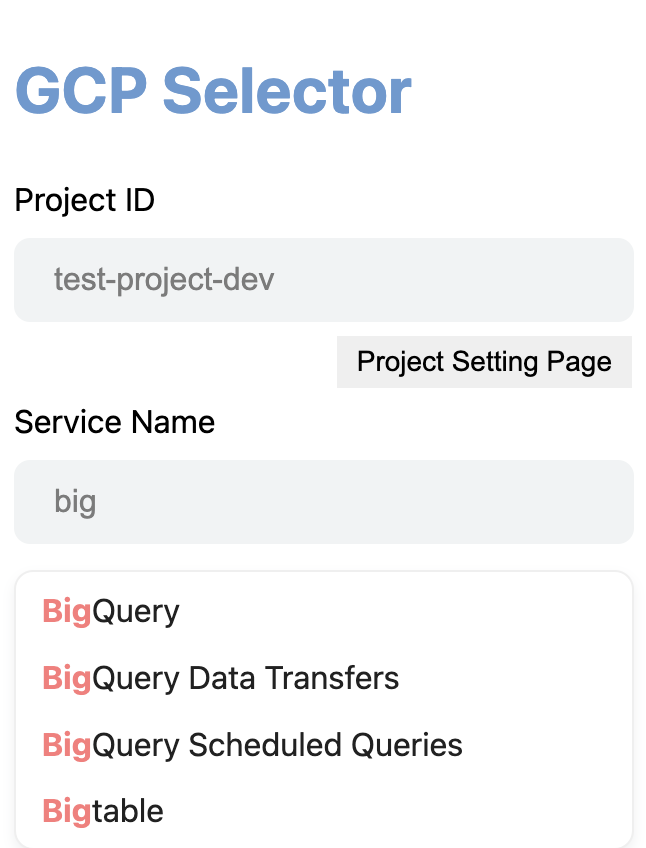 GCP Selector
Project ID
test-project-dev
Project Setting Page
Service Name
big
BigQuery
BigQuery Data Transfers
BigQuery Scheduled Queries
Bigtable